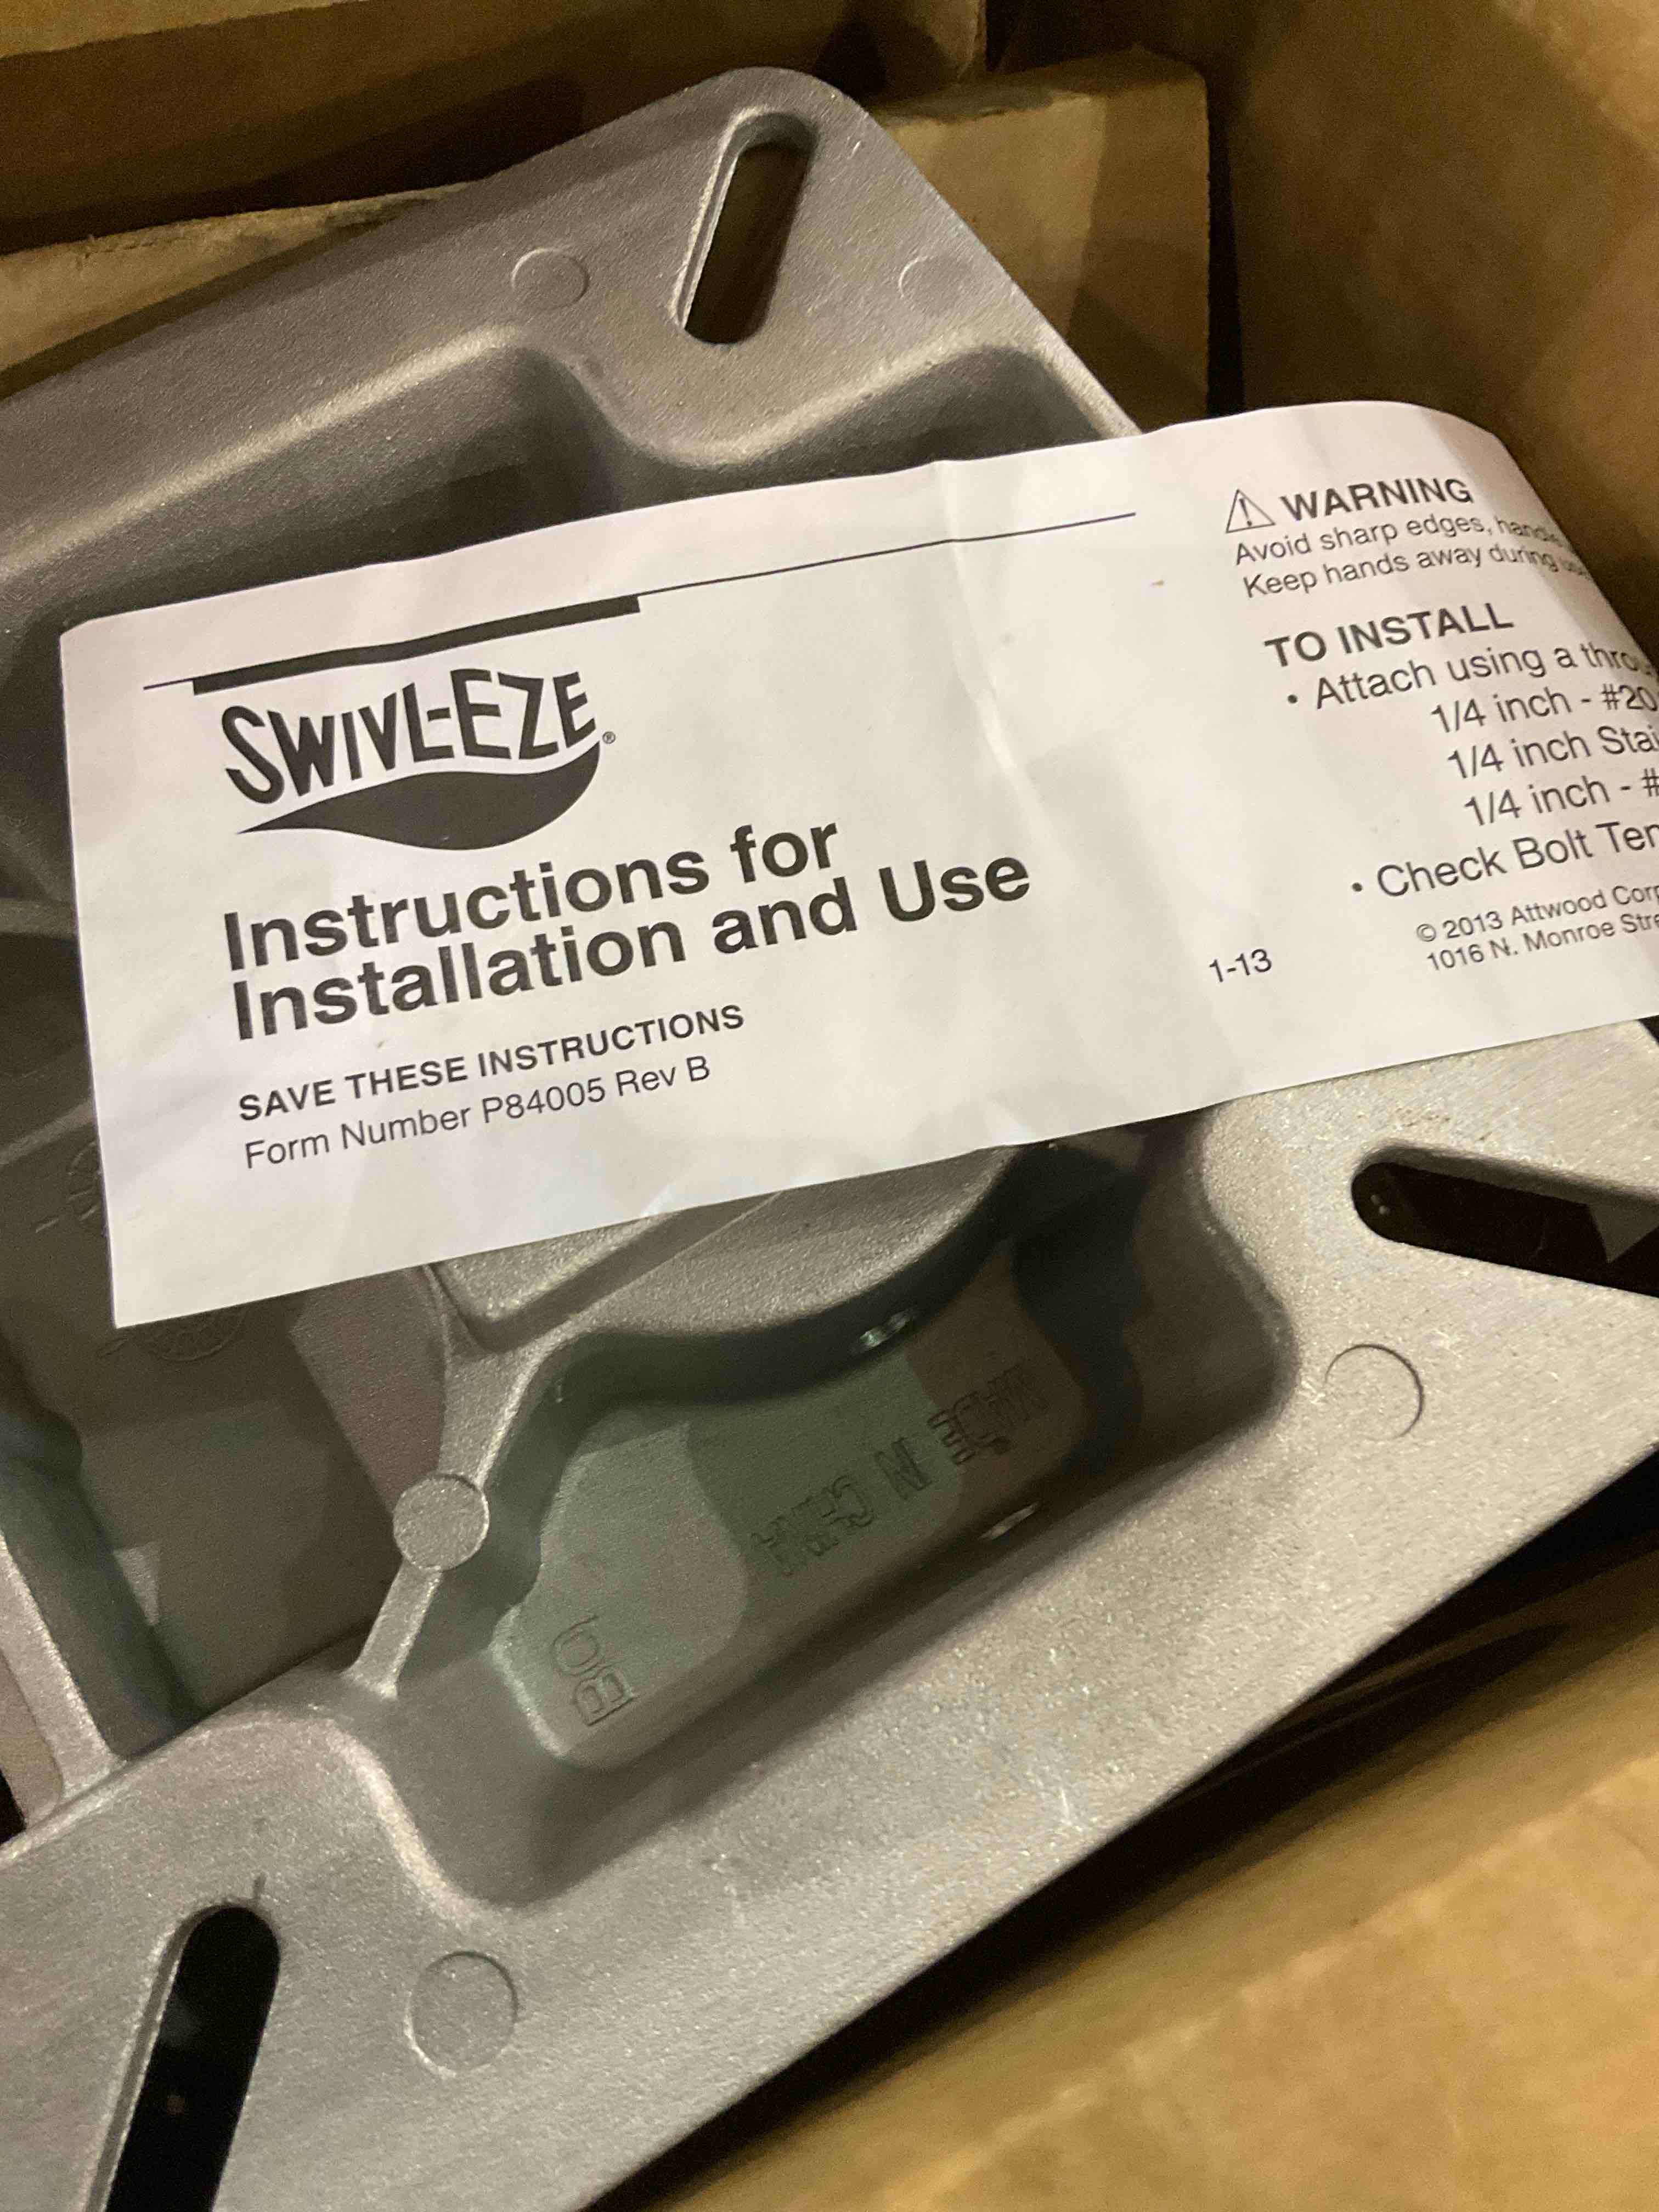 SWIVL-EZE®
Instructions for
Installation and Use
SAVE THESE INSTRUCTIONS
Form Number P84005 Rev B
1-13
⚠ WARNING
Avoid sharp edges,
Keep hands away during
TO INSTALL
• Attach using a
1/4 inch - #20
1/4 inch
1/4 inch - #
• Check Bolt
© 2013 Attwood
1016 N. Monroe
MADE IN